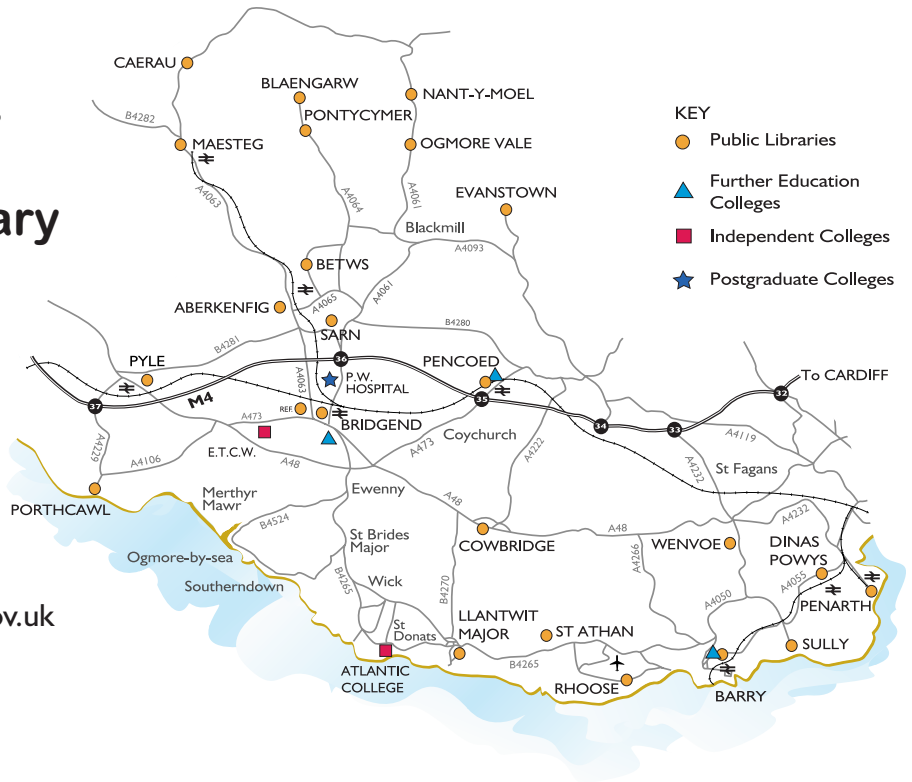 CAERAU
BLAENGARW
NANT-Y-MOEL
PONTYCYMER
B4282
MAESTEG
OGMORE VALE
KEY
Public Libraries
Further Education
Colleges
Independent Colleges
Postgraduate Colleges
ary
A4063
A4064
A4061
EVANSTOWN
Blackmill
A4093
BETWS
A4061
A4065
ABERKENFIG
SARN
B4280
B4281
PYLE
36
PENCOED
To CARDIFF
P.W.
HOSPITAL
A4063
M4
37
35
32
34
33
REF.
BRIDGEND
A473
E.T.C.W.
A48
A473
Coychurch
A4222
A4119
A4229
A4106
St Fagans
A4232
PORTHCAWL
Merthyr
Mawr
Ewenny
A48
B4524
A48
A4232
COWBRIDGE
WENVOE
DINAS
POWYS
St Brides
Major
Ogmore-by-sea
Southerndown
B4265
Wick
B4270
A4266
A4050
A4055
PENARTH
ov.uk
St
Donats
LLANTWIT
MAJOR
ST ATHAN
SULLY
B4265
ATLANTIC
COLLEGE
RHOOSE
BARRY